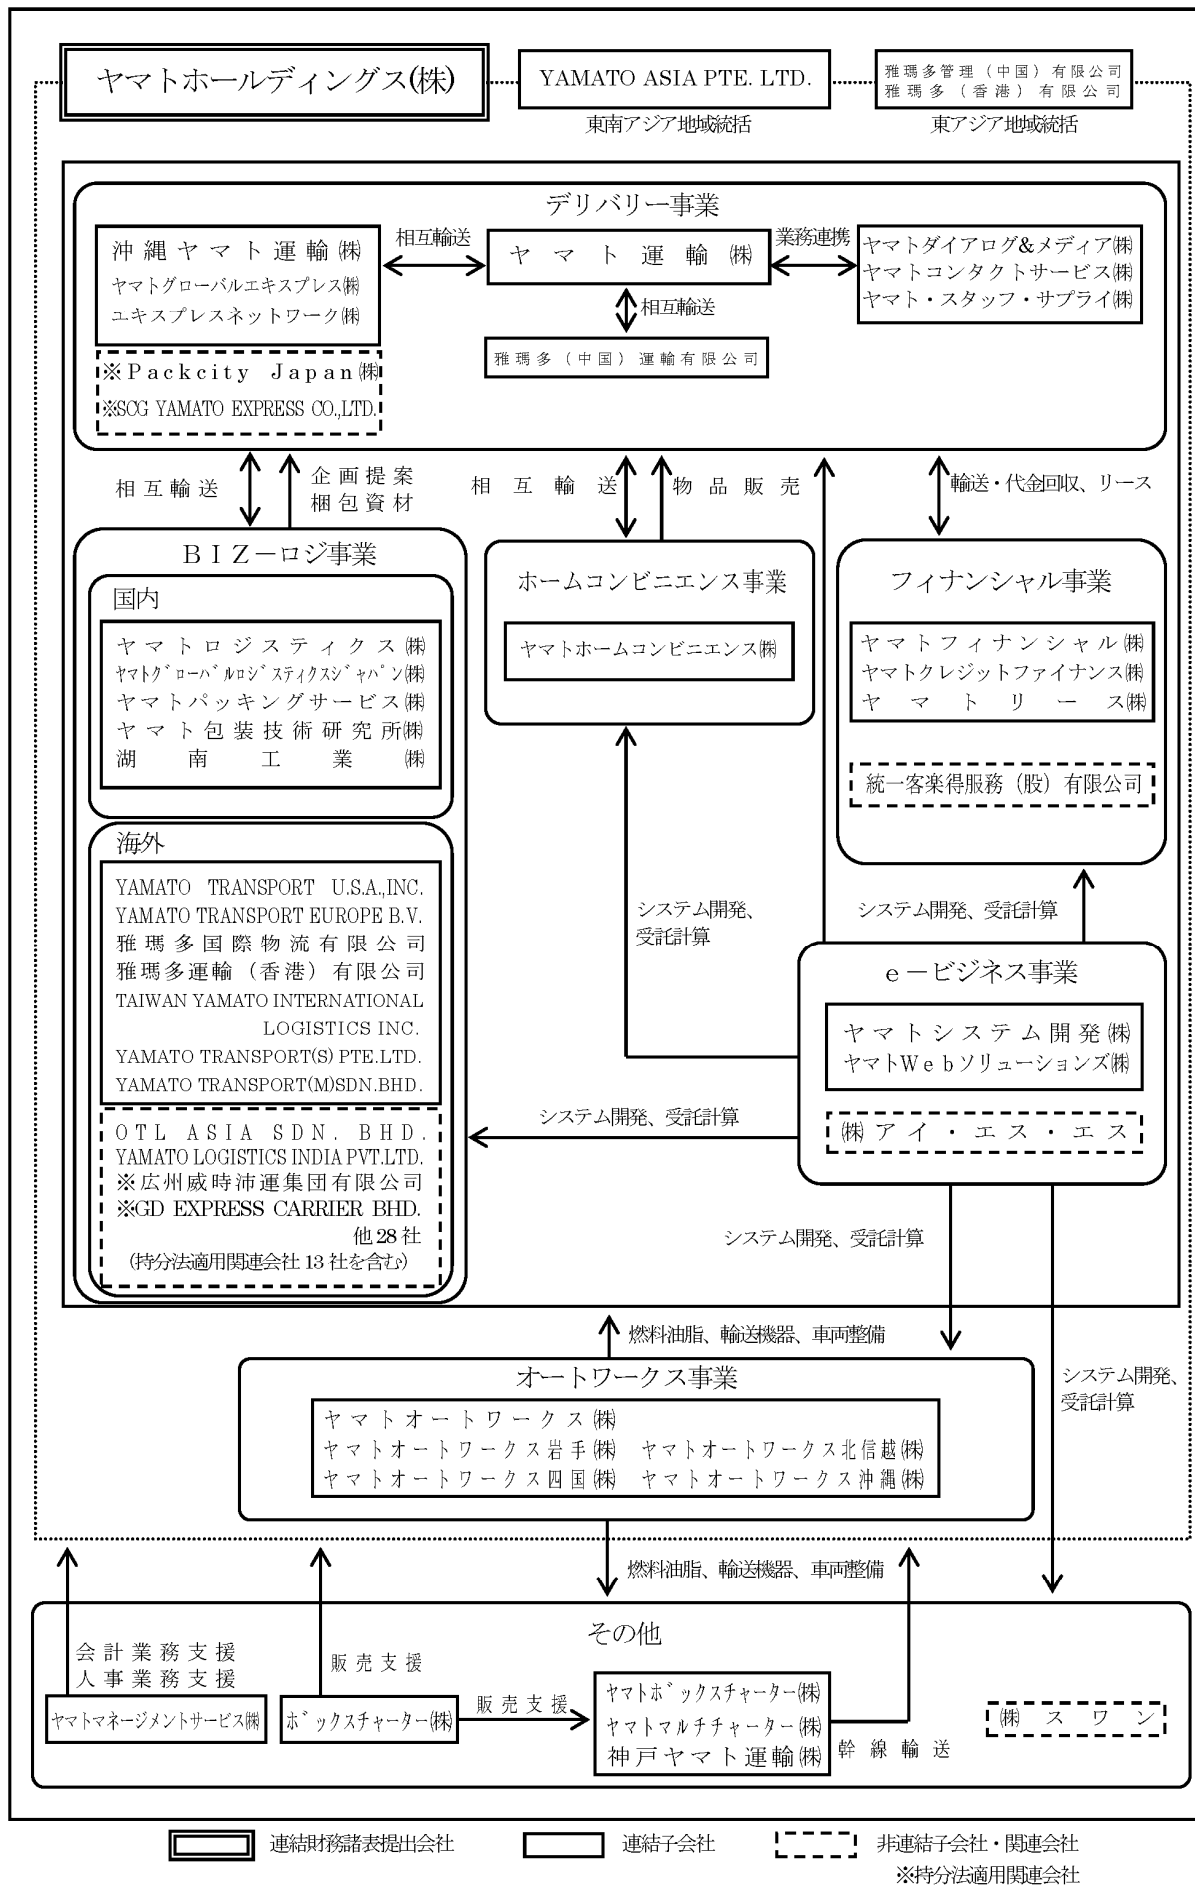 ヤマトホールディングス(株)
YAMATO ASIA PTE. LTD.
東南アジア地域統括
雅瑪多管理（中国）有限公司
雅瑪多（香港）有限公司
東アジア地域統括
デリバリー事業
沖縄ヤマト運輸㈱
ヤマトグローバルエキスプレス㈱
エキスプレスネットワーク㈱
相互輸送
ヤマト運輸㈱
業務連携
ヤマトダイアログ&メディア㈱
ヤマトコンタクトサービス㈱
ヤマト・スタッフ・サプライ㈱
相互輸送
雅瑪多（中国）運輸有限公司
※Packcity Japan㈱
※SCG YAMATO EXPRESS CO.,LTD.
相互輸送
企画提案
梱包資材
相互輸送
物品販売
輸送・代金回収、リース
BIZ－ロジ事業
国内
ヤマトロジスティクス㈱
ﾔﾏﾄｸﾞﾛｰﾊﾞﾙﾛｼﾞｽﾃｨｸｽｼﾞｬﾊﾟﾝ㈱
ヤマトパッキングサービス㈱
ヤマト包装技術研究所㈱
湖南工業㈱
ホームコンビニエンス事業
ヤマトホームコンビニエンス㈱
フィナンシャル事業
ヤマトフィナンシャル㈱
ヤマトクレジットファイナンス㈱
ヤマトリース㈱
統一客楽得服務（股）有限公司
海外
YAMATO TRANSPORT U.S.A.,INC.
YAMATO TRANSPORT EUROPE B.V.
雅瑪多国際物流有限公司
雅瑪多運輸（香港）有限公司
TAIWAN YAMATO INTERNATIONAL
LOGISTICS INC.
YAMATO TRANSPORT(S) PTE.LTD.
YAMATO TRANSPORT(M)SDN.BHD.
OTL ASIA SDN. BHD.
YAMATO LOGISTICS INDIA PVT.LTD.
※広州威時沛運集団有限公司
※GD EXPRESS CARRIER BHD.
他28社
(持分法適用関連会社13社を含む)
システム開発、
受託計算
システム開発、受託計算
e－ビジネス事業
ヤマトシステム開発㈱
ヤマトWebソリューションズ㈱
㈱アイ・エス・エス
システム開発、受託計算
システム開発、受託計算
燃料油脂、輸送機器、車両整備
オートワークス事業
ヤマトオートワークス㈱
ヤマトオートワークス岩手㈱ ヤマトオートワークス北信越㈱
ヤマトオートワークス四国㈱ ヤマトオートワークス沖縄㈱
システム開発、
受託計算
燃料油脂、輸送機器、車両整備
その他
会計業務支援
人事業務支援
ヤマトマネージメントサービス㈱
販売支援
ボックスチャーター㈱
販売支援
ヤマトボックスチャーター㈱
ヤマトマルチチャーター㈱
神戸ヤマト運輸㈱
幹線輸送
㈱スワン
連結財務諸表提出会社
連結子会社
非連結子会社・関連会社
※持分法適用関連会社